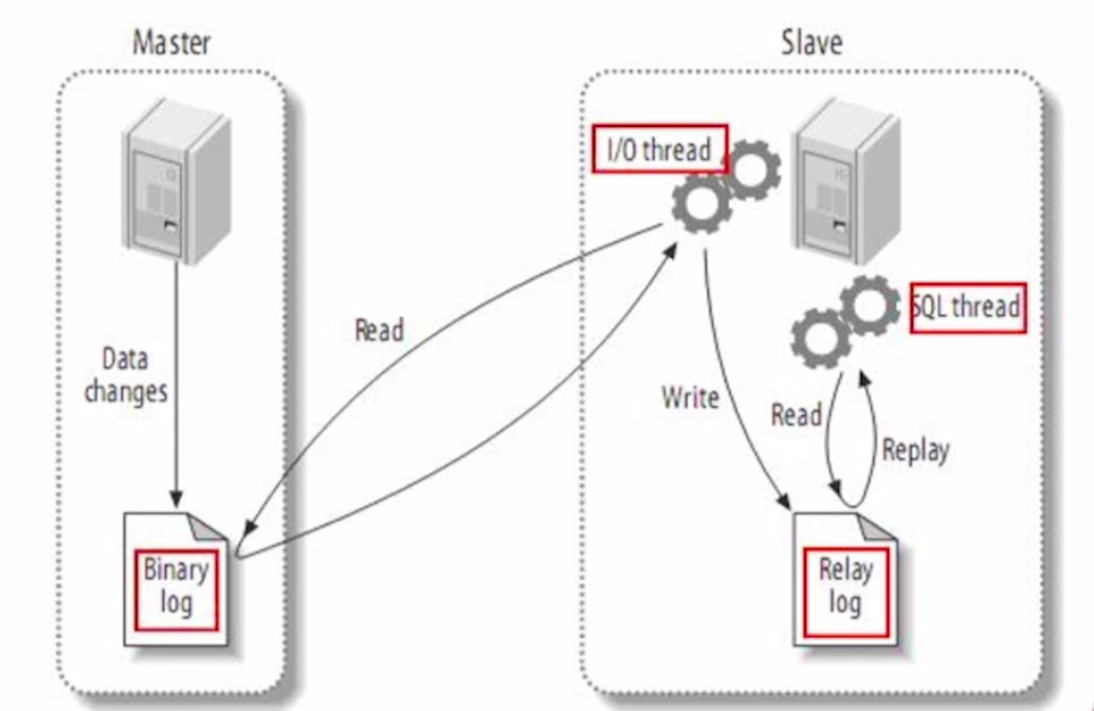 Master
Slave
I/O thread
SQL thread
Read
Data
changes
Write
Read
Replay
Binary
log
Relay
log